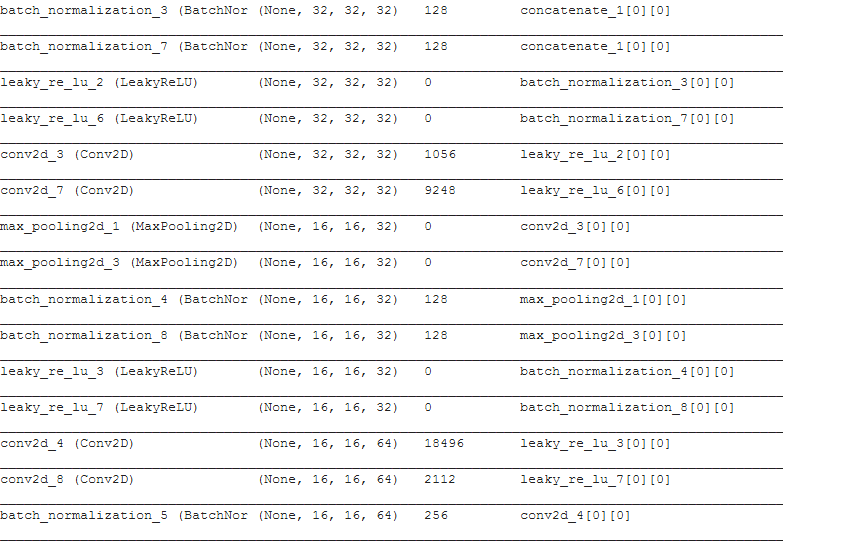 batch_normalization_3 (BatchNor (None, 32, 32, 32) 128 concatenate_1[0][0]
batch_normalization_7 (BatchNor (None, 32, 32, 32) 128 concatenate_1[0][0]
leaky_re_lu_2 (LeakyReLU) (None, 32, 32, 32) 0 batch_normalization_3[0][0]
leaky_re_lu_6 (LeakyReLU) (None, 32, 32, 32) 0 batch_normalization_7[0][0]
conv2d_3 (Conv2D) (None, 32, 32, 32) 1056 leaky_re_lu_2[0][0]
conv2d_7 (Conv2D) (None, 32, 32, 32) 9248 leaky_re_lu_6[0][0]
max_pooling2d_1 (MaxPooling2D) (None, 16, 16, 32) 0 conv2d_3[0][0]
max_pooling2d_3 (MaxPooling2D) (None, 16, 16, 32) 0 conv2d_7[0][0]
batch_normalization_4 (BatchNor (None, 16, 16, 32) 128 max_pooling2d_1[0][0]
batch_normalization_8 (BatchNor (None, 16, 16, 32) 128 max_pooling2d_3[0][0]
leaky_re_lu_3 (LeakyReLU) (None, 16, 16, 32) 0 batch_normalization_4[0][0]
leaky_re_lu_7 (LeakyReLU) (None, 16, 16, 32) 0 batch_normalization_8[0][0]
conv2d_4 (Conv2D) (None, 16, 16, 64) 18496 leaky_re_lu_3[0][0]
conv2d_8 (Conv2D) (None, 16, 16, 64) 2112 leaky_re_lu_7[0][0]
batch_normalization_5 (BatchNor (None, 16, 16, 64) 256 conv2d_4[0][0]